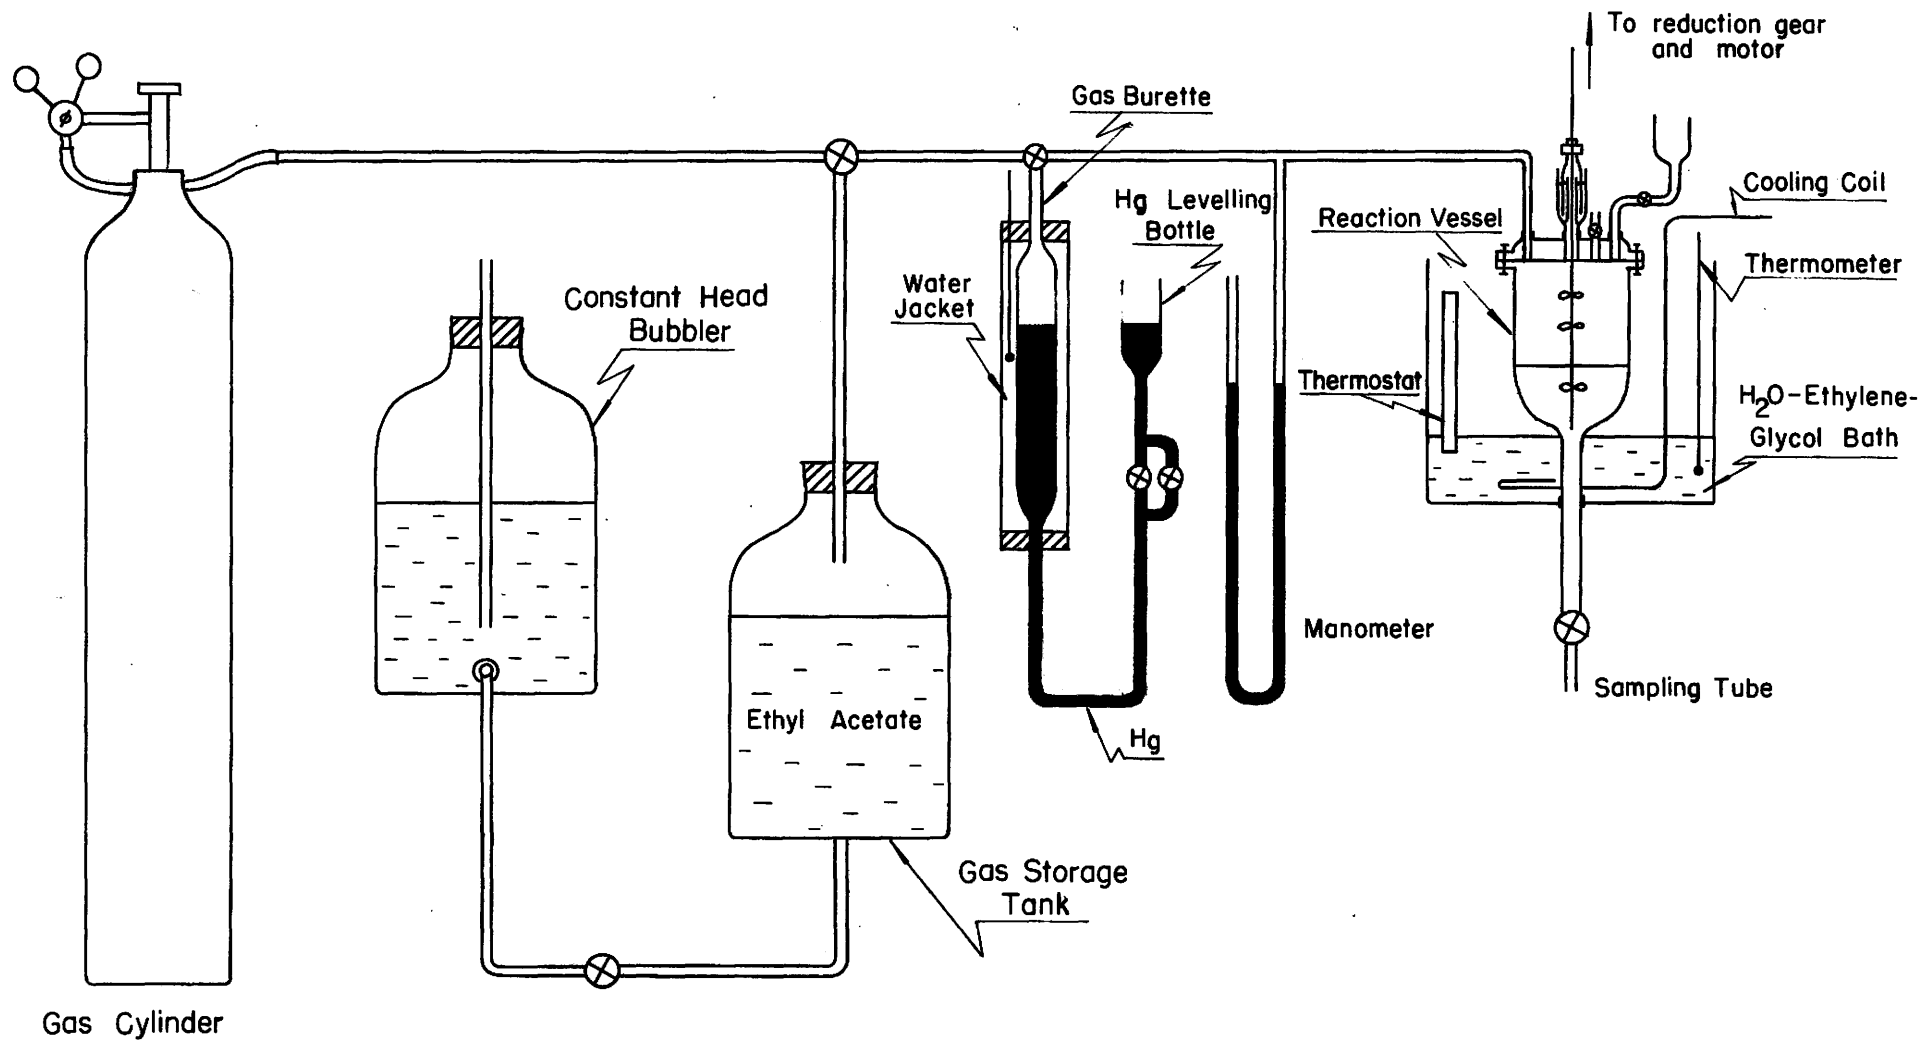 To reduction gear
and motor
Gas Burette
Hg Levelling
Bottle
Cooling Coil
Reaction Vessel
Thermometer
Water
Jacket
Constant Head
Bubbler
Thermostat
H₂O-Ethylene-
Glycol Bath
Manometer
Sampling Tube
Ethyl Acetate
Hg
Gas Storage
Tank
Gas Cylinder